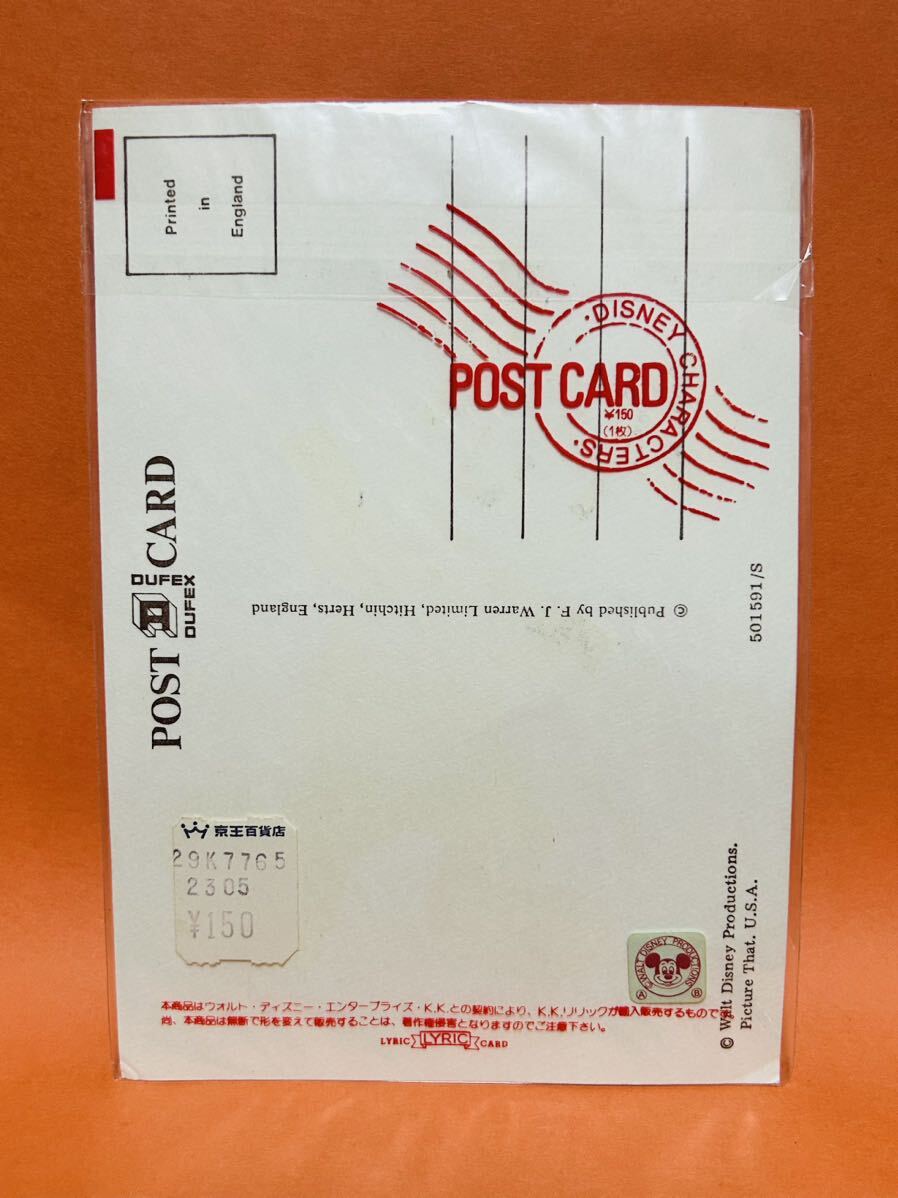 Printed
in
England
·DISNEY CHARACTERS·
POST CARD
¥150
(1枚)
POST CARD
DUFEX
DUFEX
© Published by F. J. Warren Limited, Hitchin, Herts, England
501591/S
京王百貨店
29K7765
2305
¥150
© Walt Disney Productions.
Picture That. U.S.A.
©WALT DISNEY PRODUCTIONS
A B
本商品はウォルト・ディズニー・エンタープライズ・K.K.との契約により、K.K.リリックが輸入販売するものです。
尚、本商品は無断で形を変えて販売することは、著作権侵害となりますのでご注意下さい。
LYRIC LYRIC CARD